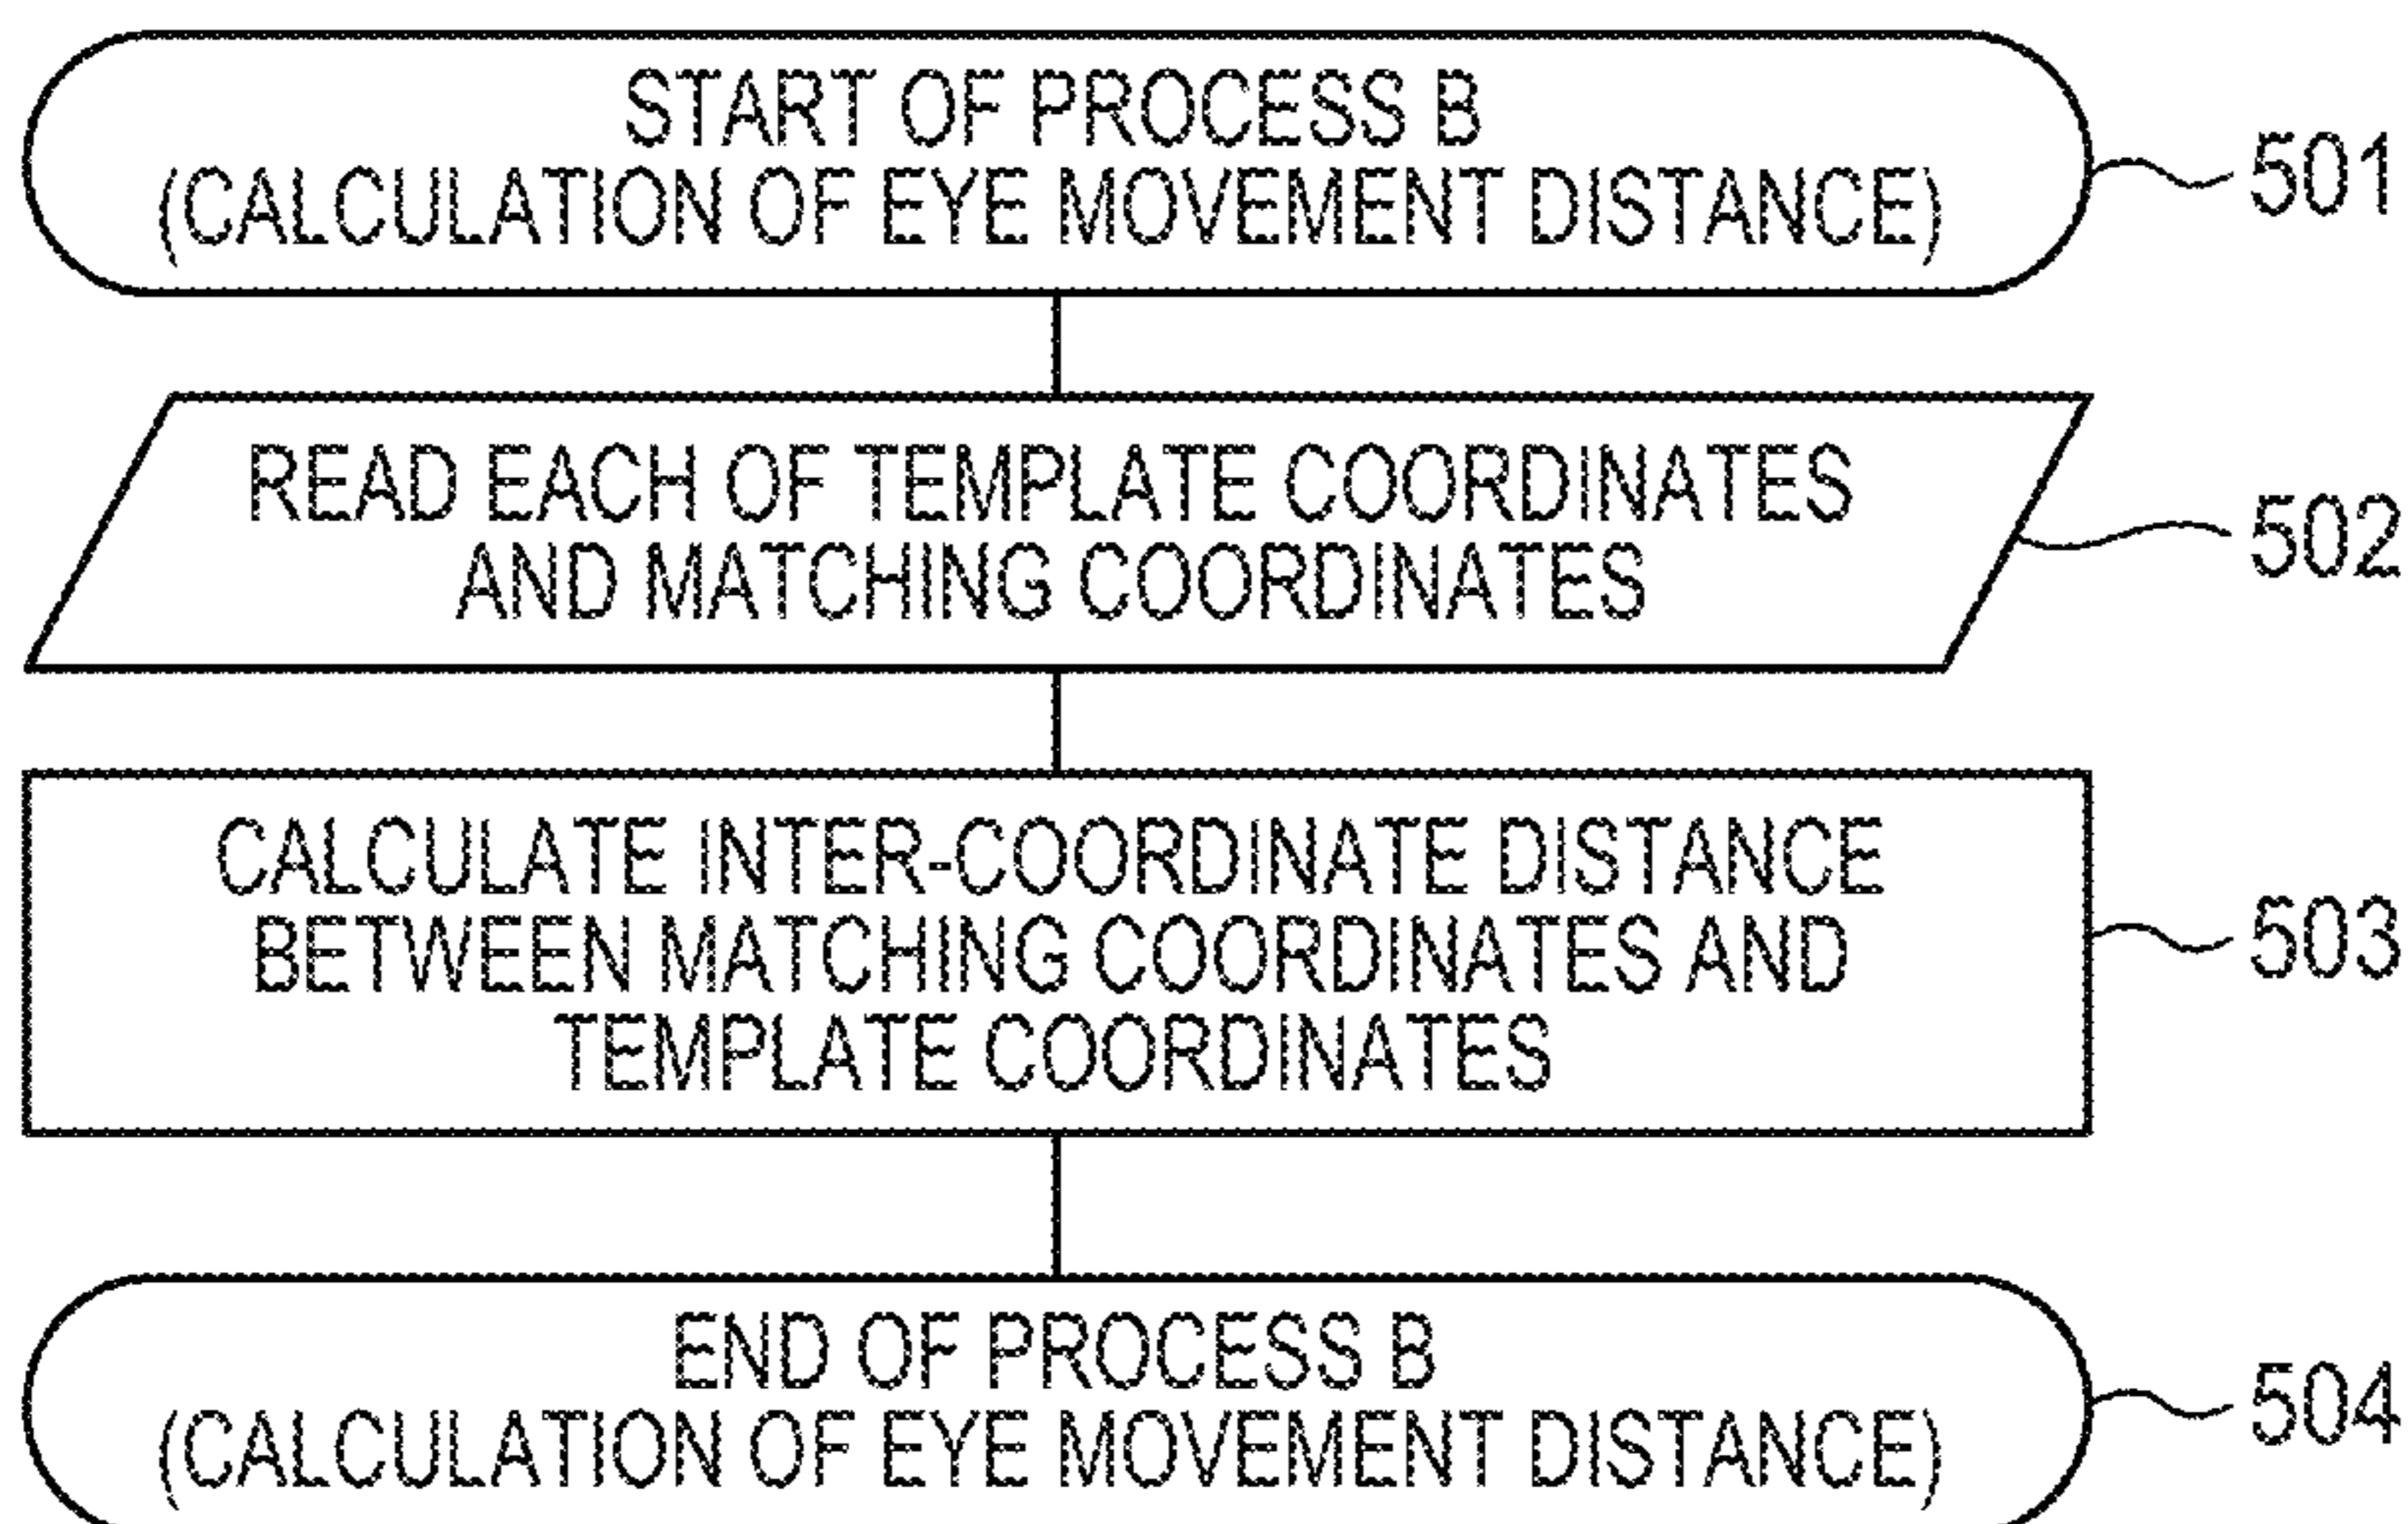 START OF PROCESS B
(CALCULATION OF EYE MOVEMENT DISTANCE)
501
READ EACH OF TEMPLATE COORDINATES
AND MATCHING COORDINATES
502
CALCULATE INTER-COORDINATE DISTANCE
BETWEEN MATCHING COORDINATES AND
TEMPLATE COORDINATES
503
END OF PROCESS B
(CALCULATION OF EYE MOVEMENT DISTANCE)
504